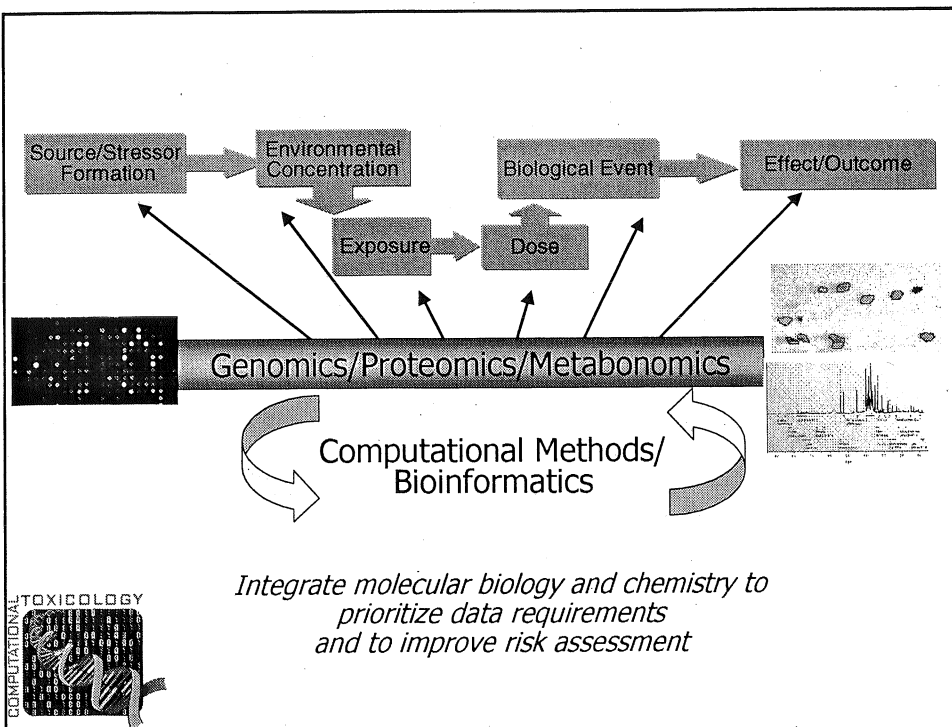 Source/Stressor
Formation
Environmental
Concentration
Exposure
Dose
Biological Event
Effect/Outcome
Genomics/Proteomics/Metabonomics
Computational Methods/
Bioinformatics
Integrate molecular biology and chemistry to
prioritize data requirements
and to improve risk assessment
COMPUTATIONAL
TOXICOLOGY